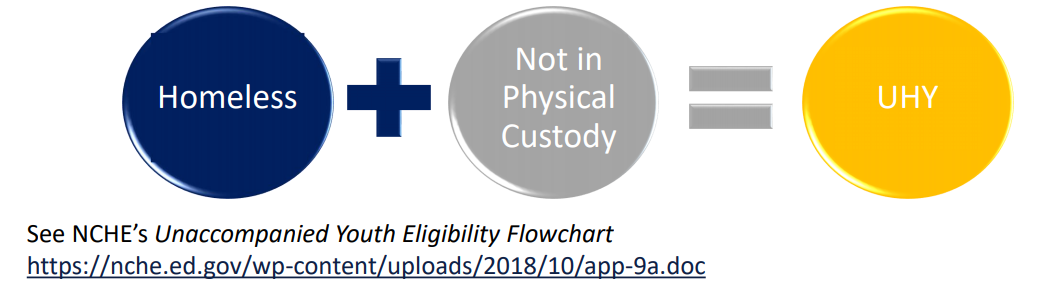 Homeless
Not in
Physical
Custody
UHY
See NCHE's Unaccompanied Youth Eligibility Flowchart
https://nche.ed.gov/wp-content/uploads/2018/10/app-9a.doc